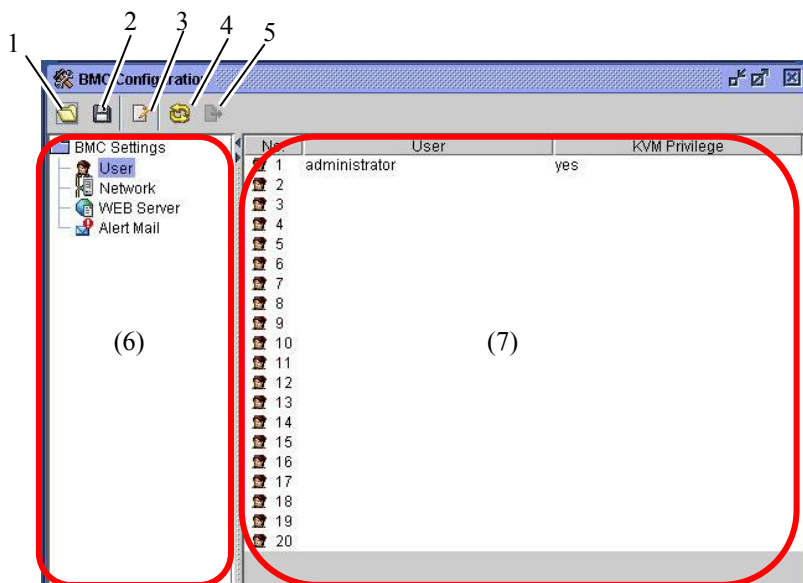 1 2 3 4 5
BMC Configuration
BMC Settings
User
Network
WEB Server
Alert Mail
(6)
No. User KVM Privilege
1 administrator yes
2
3
4
5
6
7
8
9
10
11
12
13
14
15
16
17
18
19
20
(7)